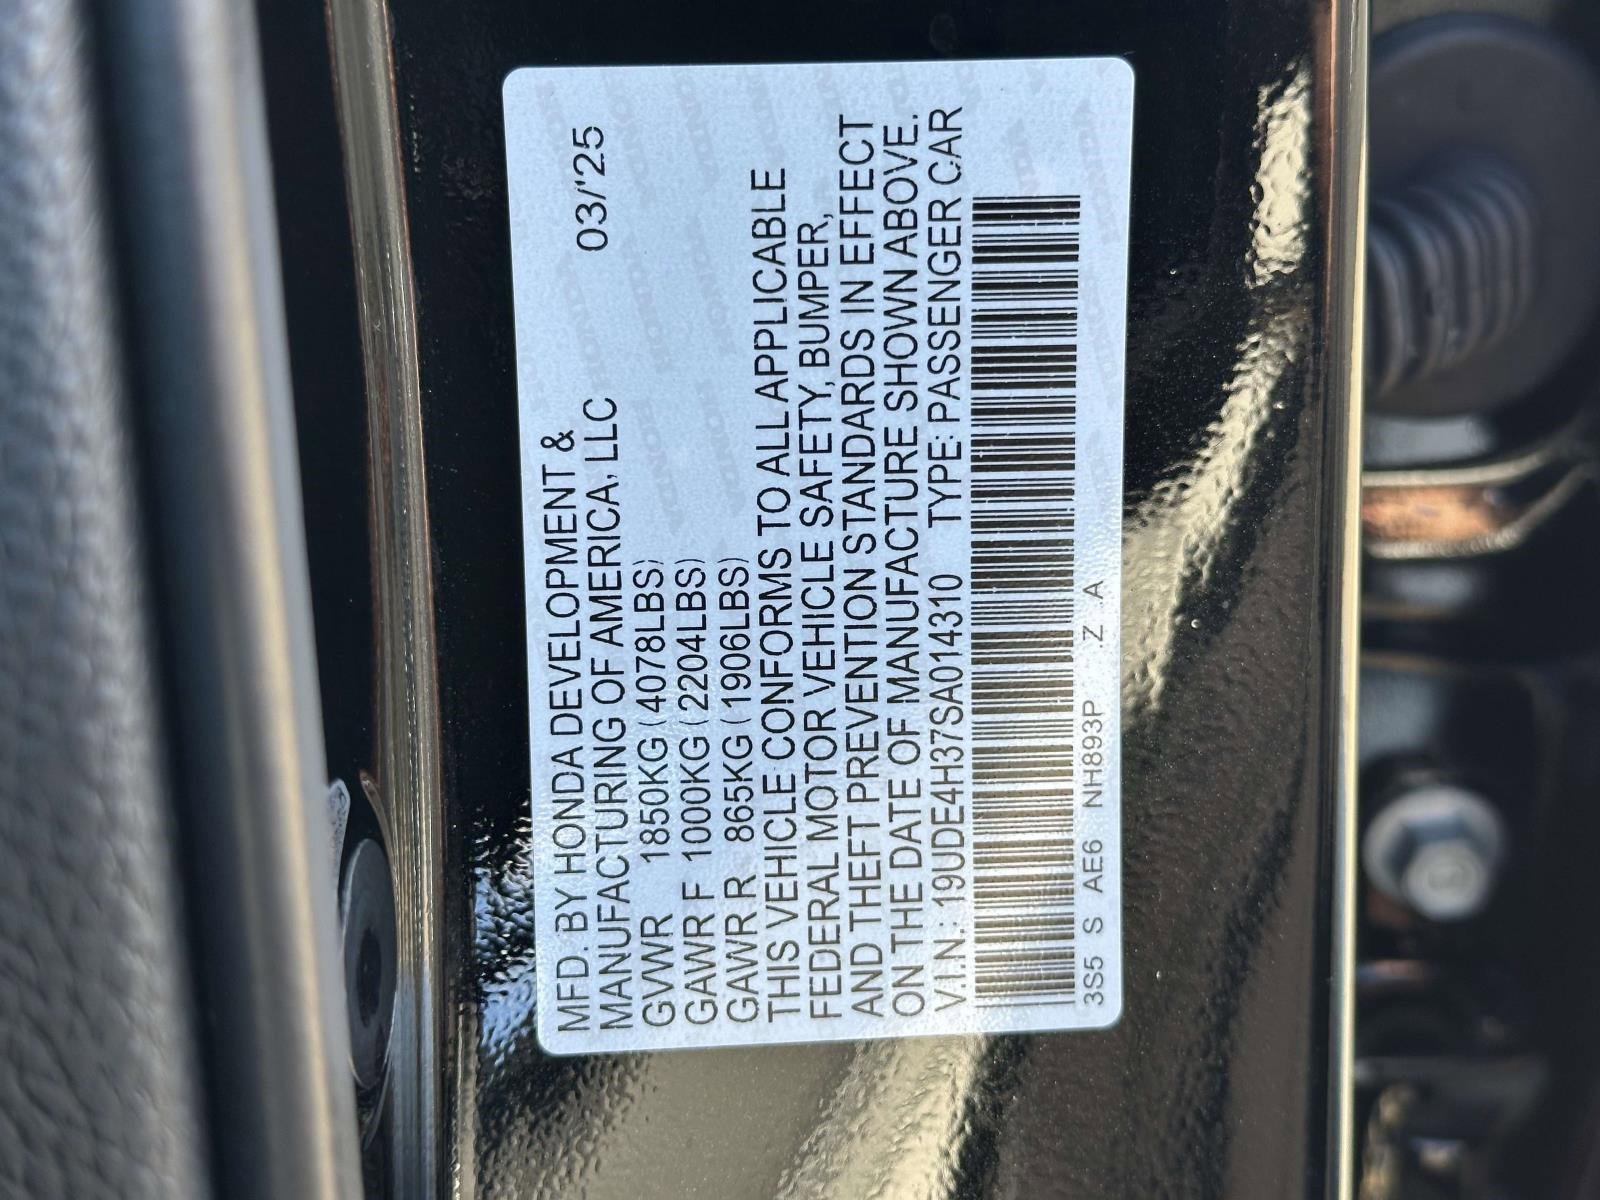 MFD. BY HONDA DEVELOPMENT &
MANUFACTURING OF AMERICA, LLC 03/'25
GVWR 1850KG (4078LBS)
GAWR F 1000KG (2204LBS)
GAWR R 865KG (1906LBS)
THIS VEHICLE CONFORMS TO ALL APPLICABLE
FEDERAL MOTOR VEHICLE SAFETY, BUMPER,
AND THEFT PREVENTION STANDARDS IN EFFECT
ON THE DATE OF MANUFACTURE SHOWN ABOVE.
V.I.N.: 19UDE4H37SA014310 TYPE: PASSENGER CAR
3S5 S AE6 NH893P .Z .A